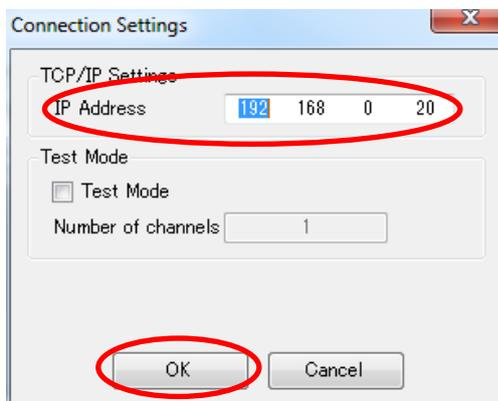 Connection Settings
TCP/IP Settings
IP Address 192 168 0 20
Test Mode
Test Mode
Number of channels 1
OK Cancel